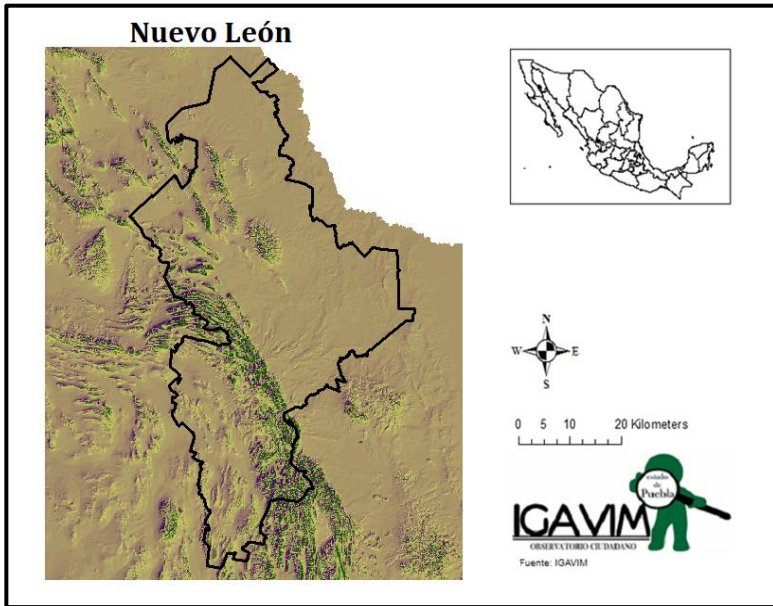 Nuevo León
N
W E
S
0 5 10 20 Kilometers
estado
de
Puebla
IGAVIM
OBSERVATORIO CIUDADANO
Fuente: IGAVIM